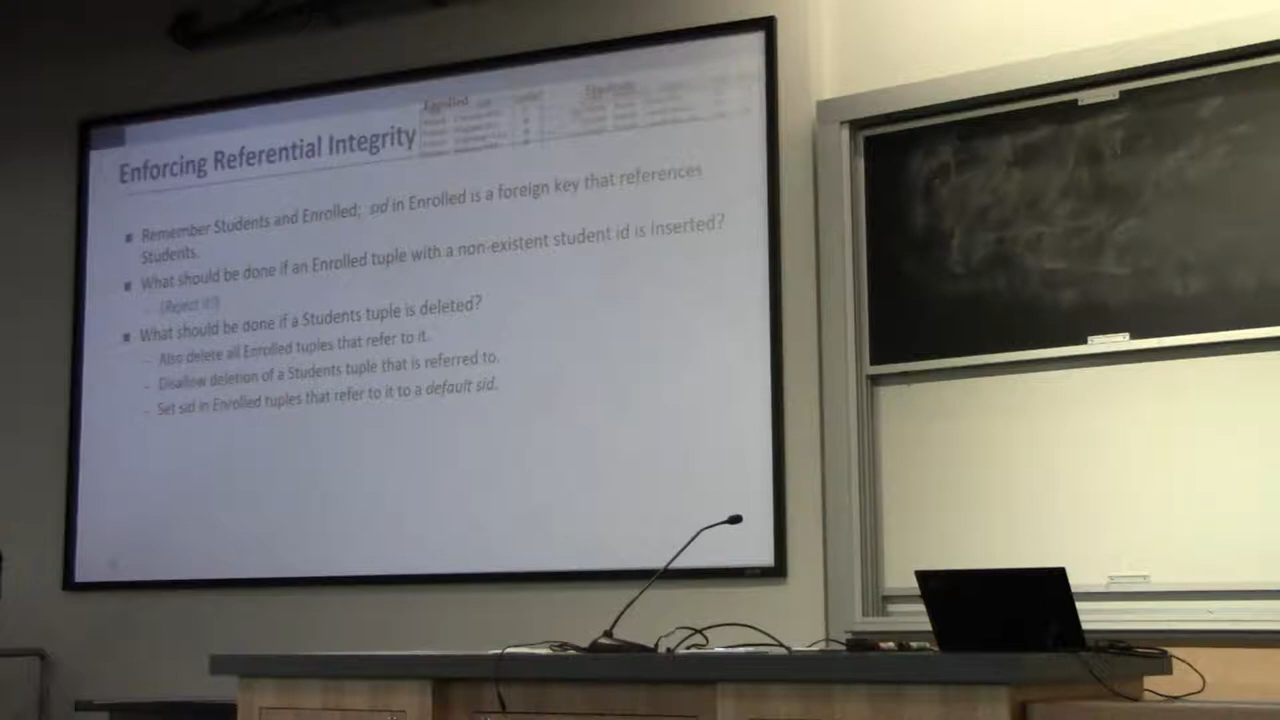 Enforcing Referential Integrity
Enrolled
Students
Remember Students and Enrolled; sid in Enrolled is a foreign key that references
Students.
What should be done if an Enrolled tuple with a non-existent student id is inserted?
(Reject it!)
What should be done if a Students tuple is deleted?
– Also delete all Enrolled tuples that refer to it.
– Disallow deletion of a Students tuple that is referred to.
– Set sid in Enrolled tuples that refer to it to a default sid.